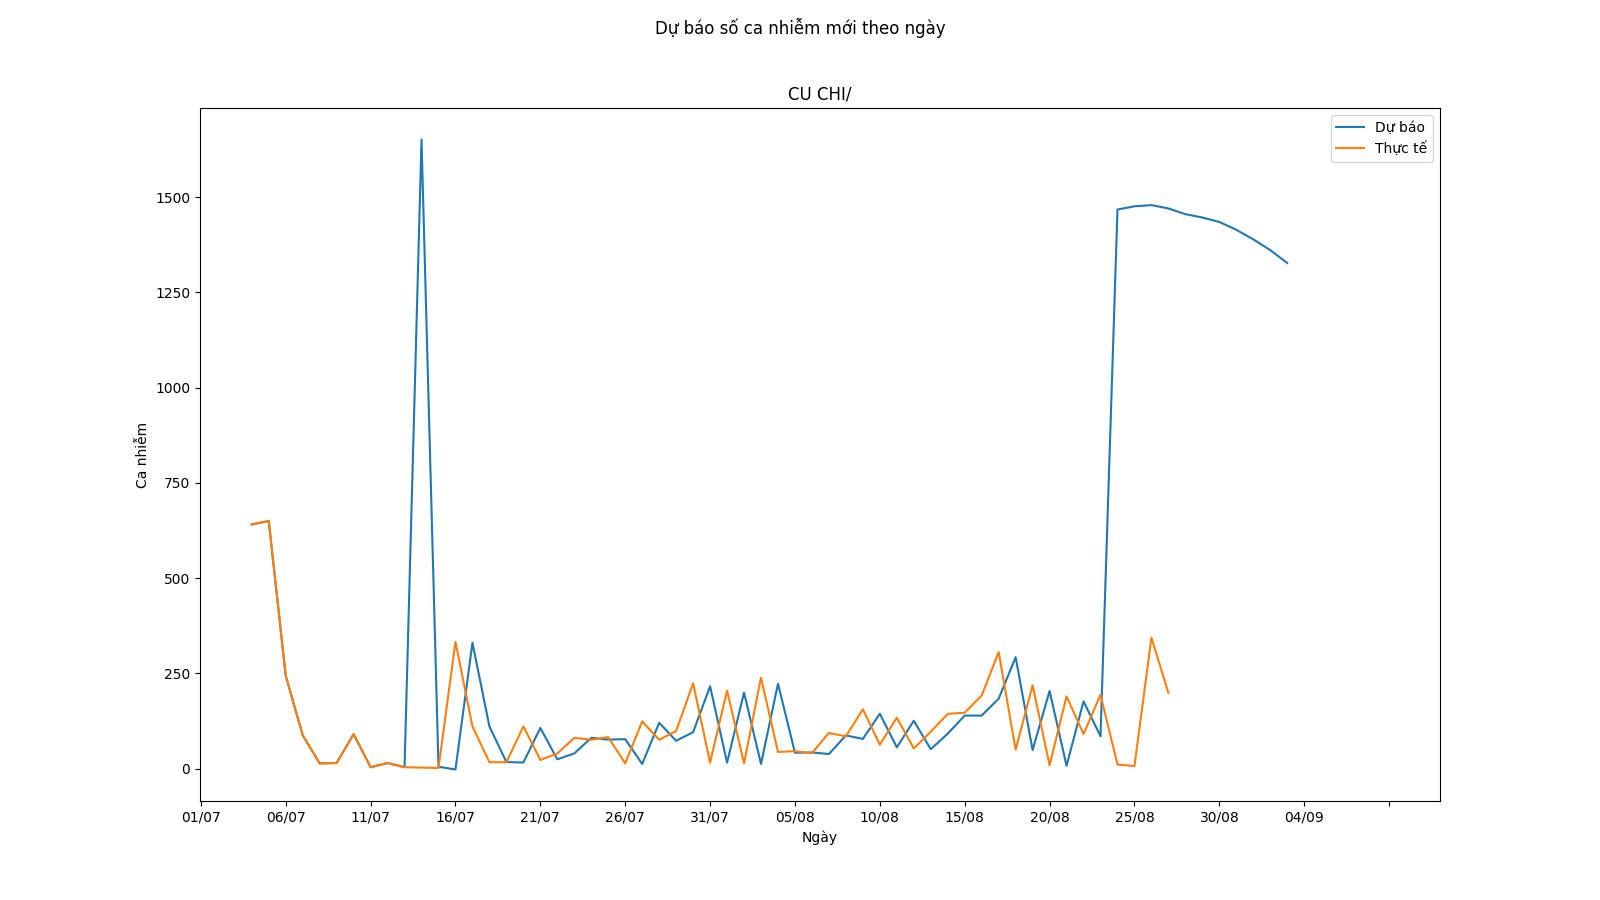 Dự báo số ca nhiễm mới theo ngày
CU CHI/
Dự báo
Thực tế
1500
1250
1000
750
500
250
0
Ca nhiễm
01/07 06/07 11/07 16/07 21/07 26/07 31/07 05/08 10/08 15/08 20/08 25/08 30/08 04/09
Ngày